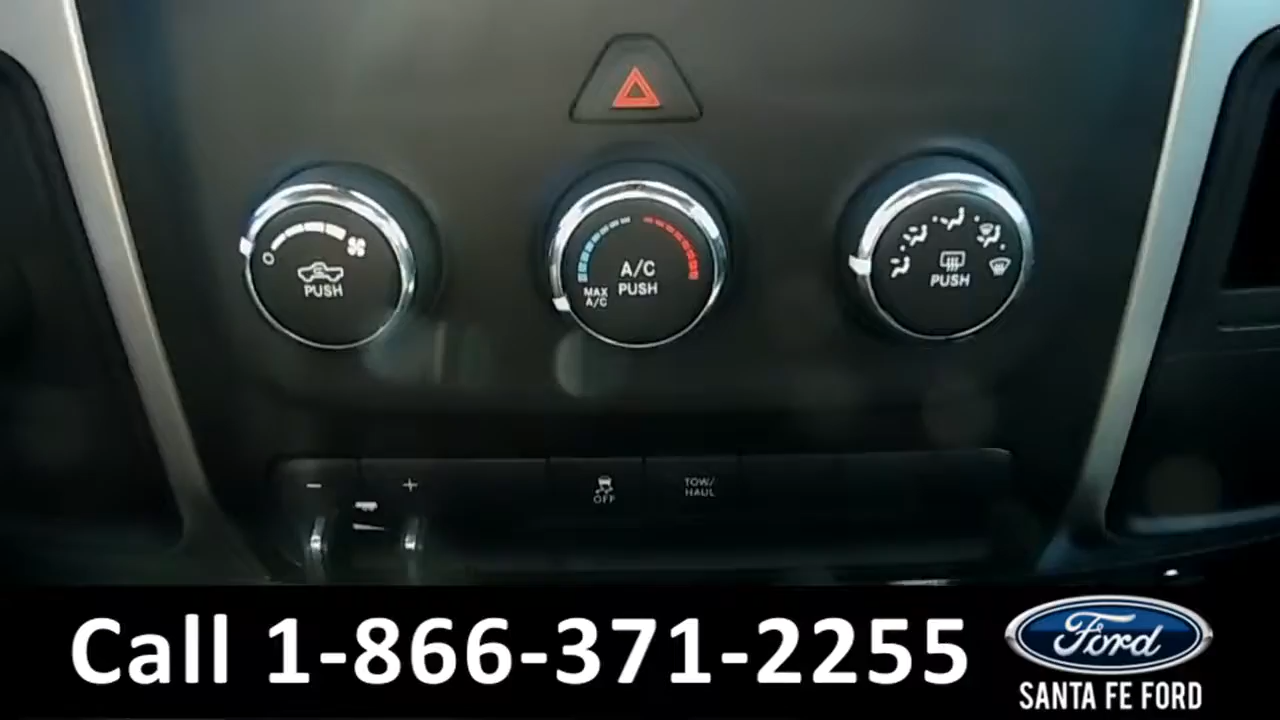 PUSH
A/C
PUSH
MAX
A/C
PUSH
OFF
TOW/
HAUL
Call 1-866-371-2255
Ford
SANTA FE FORD